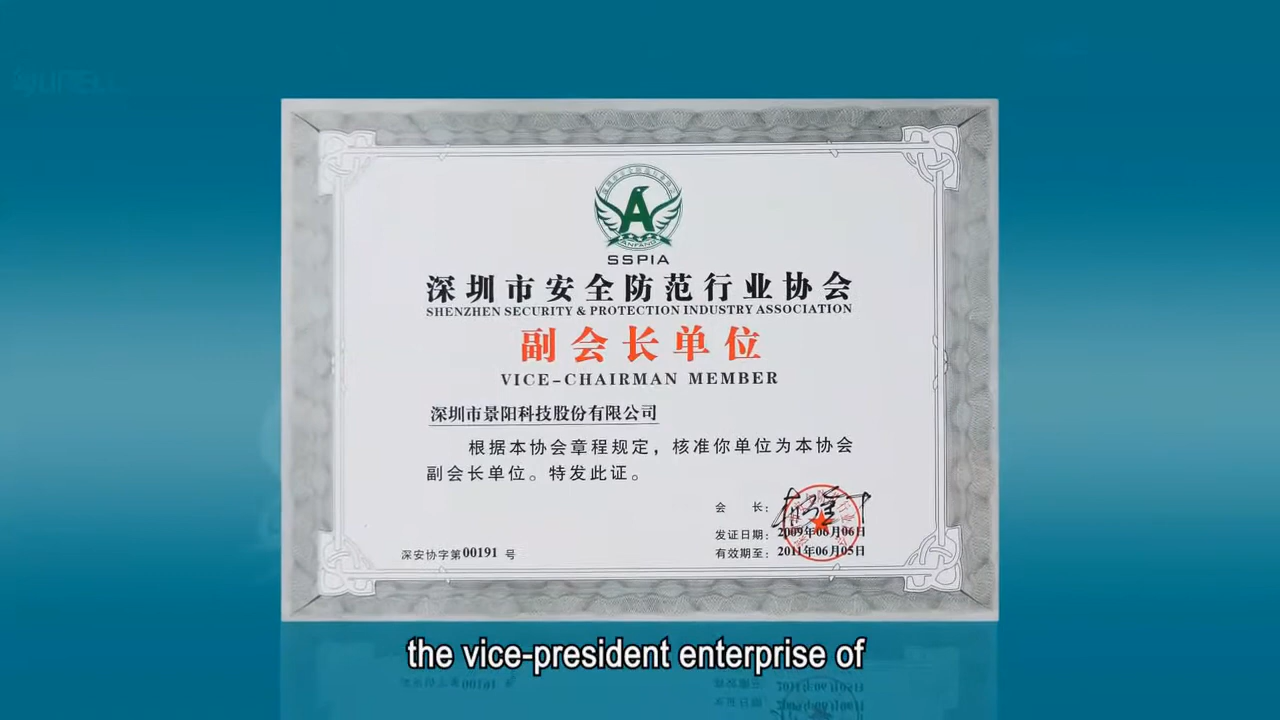 ANFANG
SSPIA
深圳市安全防范行业协会
SHENZHEN SECURITY & PROTECTION INDUSTRY ASSOCIATION
副会长单位
VICE-CHAIRMAN MEMBER
深圳市景阳科技股份有限公司
根据本协会章程规定，核准你单位为本协会
副会长单位。特发此证。
会　长：
发证日期：2009年06月06日
有效期至：2011年06月05日
深安协字第00191 号
the vice-president enterprise of